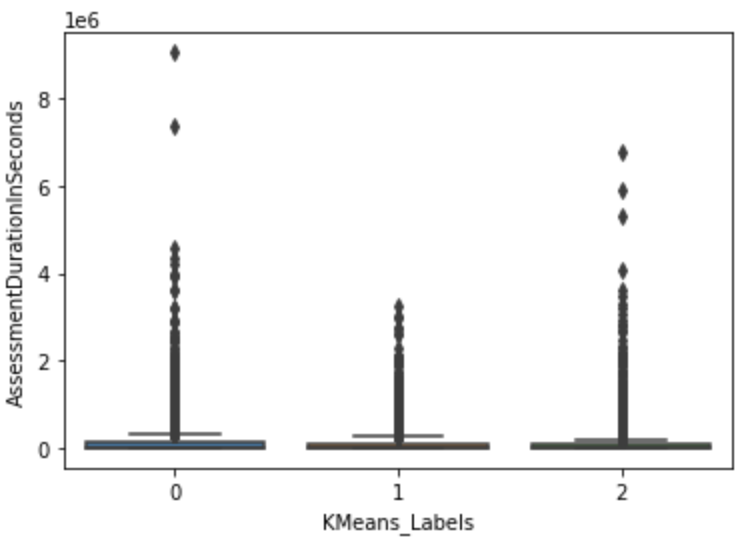 1e6
8
6
4
2
0
AssessmentDurationInSeconds
0 1 2
KMeans_Labels